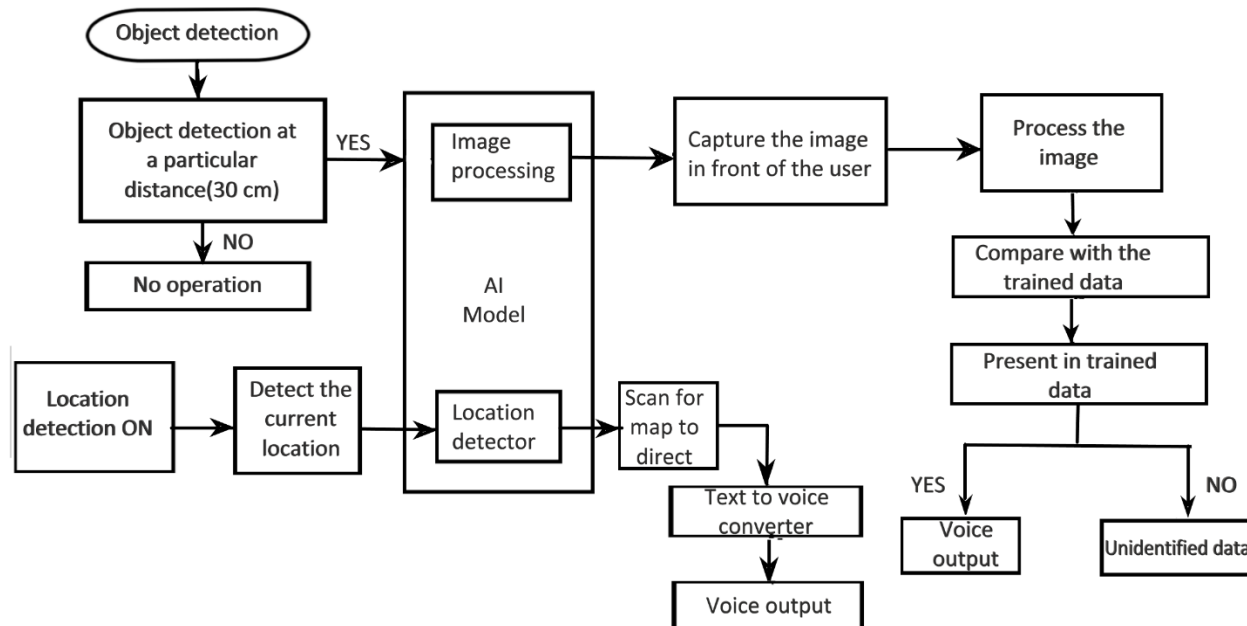 Object detection
Object detection at
a particular
distance(30 cm)
YES
NO
No operation
Image
processing
AI
Model
Capture the image
in front of the user
Process the
image
Compare with the
trained data
Present in trained
data
YES
NO
Voice
output
Unidentified data
Location
detection ON
Detect the
current
location
Location
detector
Scan for
map to
direct
Text to voice
converter
Voice output